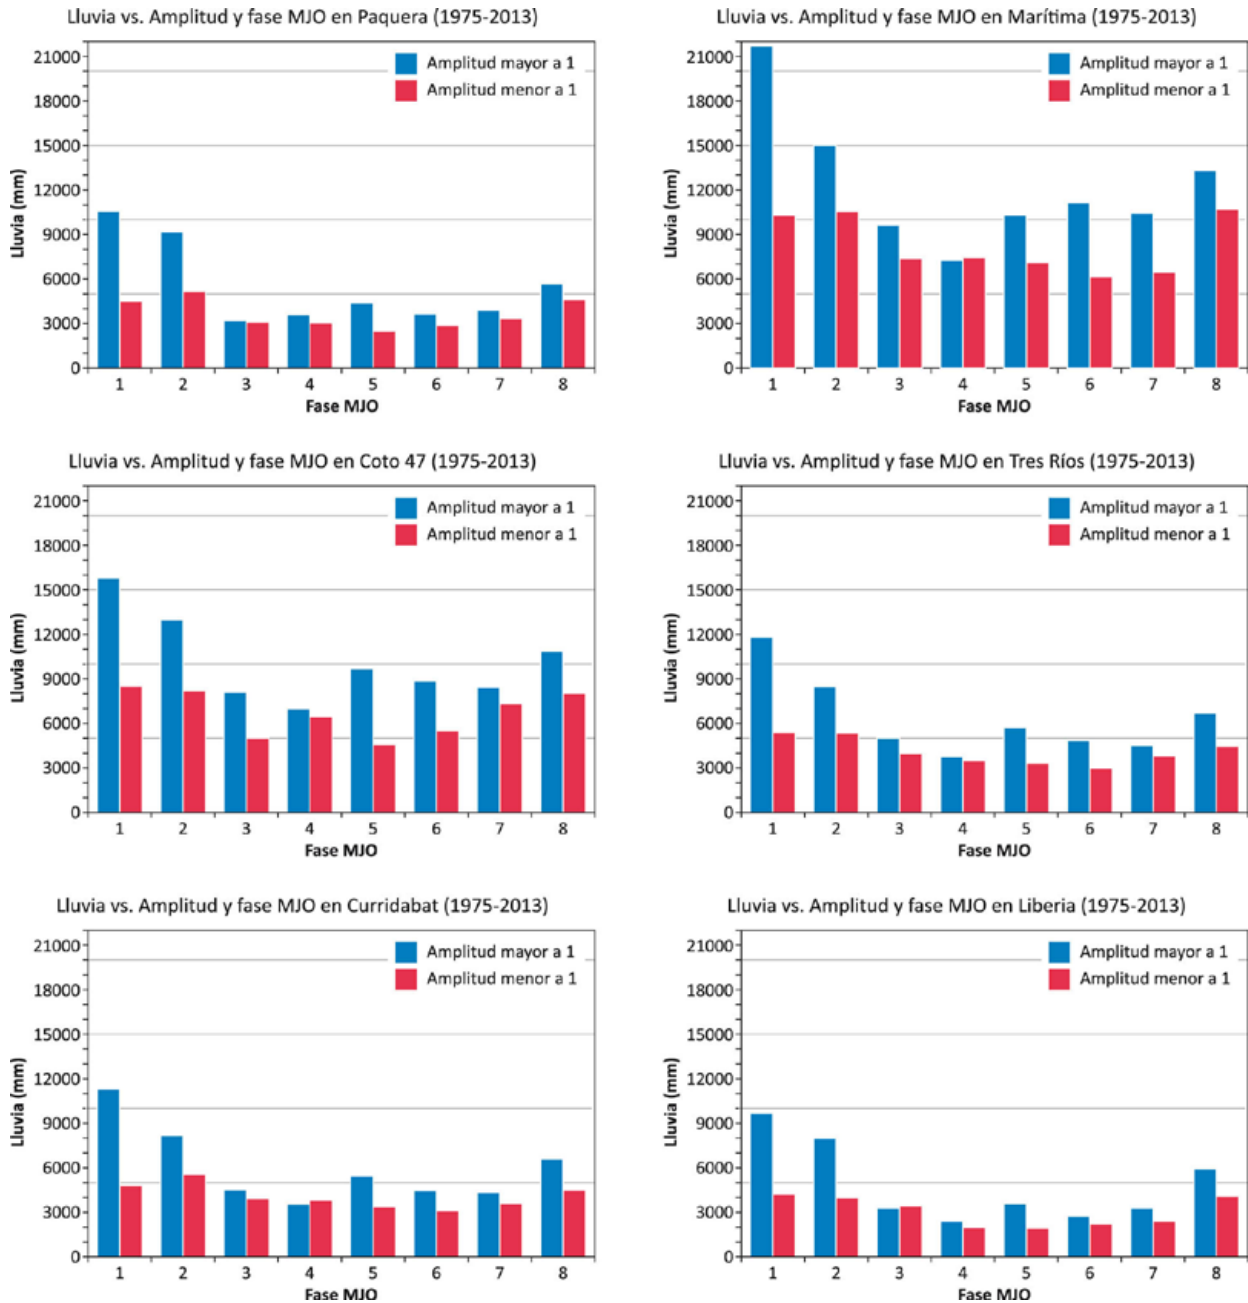 Lluvia vs. Amplitud y fase MJO en Paquera (1975-2013)
Amplitud mayor a 1
Amplitud menor a 1
Lluvia (mm)
21000
18000
15000
12000
9000
6000
3000
0
1 2 3 4 5 6 7 8
Fase MJO
Lluvia vs. Amplitud y fase MJO en Marítima (1975-2013)
Amplitud mayor a 1
Amplitud menor a 1
Lluvia (mm)
21000
18000
15000
12000
9000
6000
3000
0
1 2 3 4 5 6 7 8
Fase MJO
Lluvia vs. Amplitud y fase MJO en Coto 47 (1975-2013)
Amplitud mayor a 1
Amplitud menor a 1
Lluvia (mm)
21000
18000
15000
12000
9000
6000
3000
0
1 2 3 4 5 6 7 8
Fase MJO
Lluvia vs. Amplitud y fase MJO en Tres Ríos (1975-2013)
Amplitud mayor a 1
Amplitud menor a 1
Lluvia (mm)
21000
18000
15000
12000
9000
6000
3000
0
1 2 3 4 5 6 7 8
Fase MJO
Lluvia vs. Amplitud y fase MJO en Curridabat (1975-2013)
Amplitud mayor a 1
Amplitud menor a 1
Lluvia (mm)
21000
18000
15000
12000
9000
6000
3000
0
1 2 3 4 5 6 7 8
Fase MJO
Lluvia vs. Amplitud y fase MJO en Liberia (1975-2013)
Amplitud mayor a 1
Amplitud menor a 1
Lluvia (mm)
21000
18000
15000
12000
9000
6000
3000
0
1 2 3 4 5 6 7 8
Fase MJO